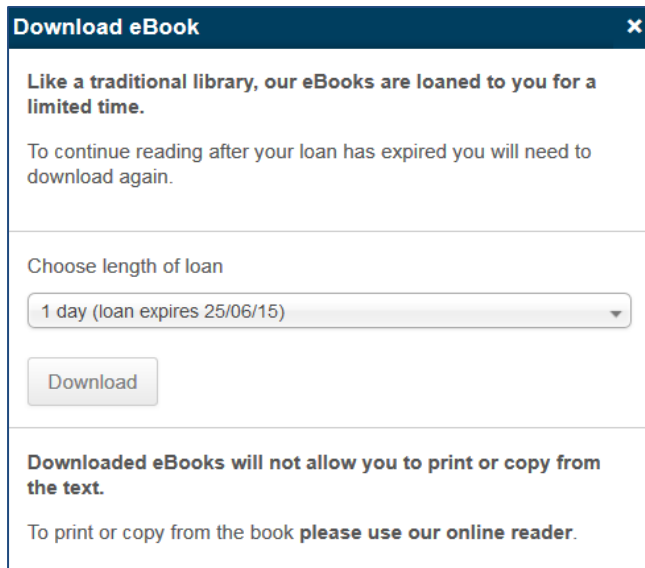 Download eBook ×
Like a traditional library, our eBooks are loaned to you for a
limited time.
To continue reading after your loan has expired you will need to
download again.
Choose length of loan
1 day (loan expires 25/06/15)
Download
Downloaded eBooks will not allow you to print or copy from
the text.
To print or copy from the book please use our online reader.